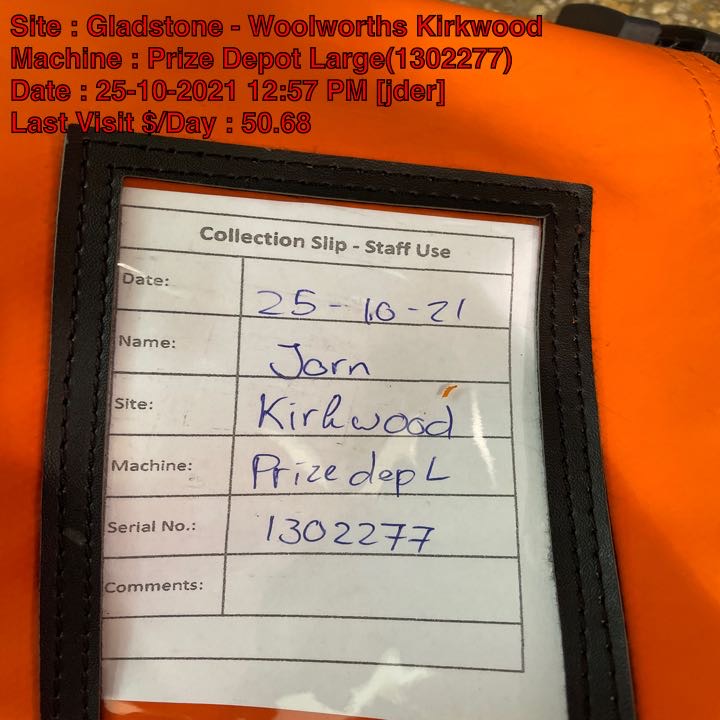 Site : Gladstone - Woolworths Kirkwood
Machine : Prize Depot Large(1302277)
Date : 25-10-2021 12:57 PM [jder]
Last Visit $/Day : 50.68
Collection Slip - Staff Use
Date: 25-10-21
Name: Jorn
Site: Kirkwood
Machine: Prize dep L
Serial No.: 1302277
Comments: